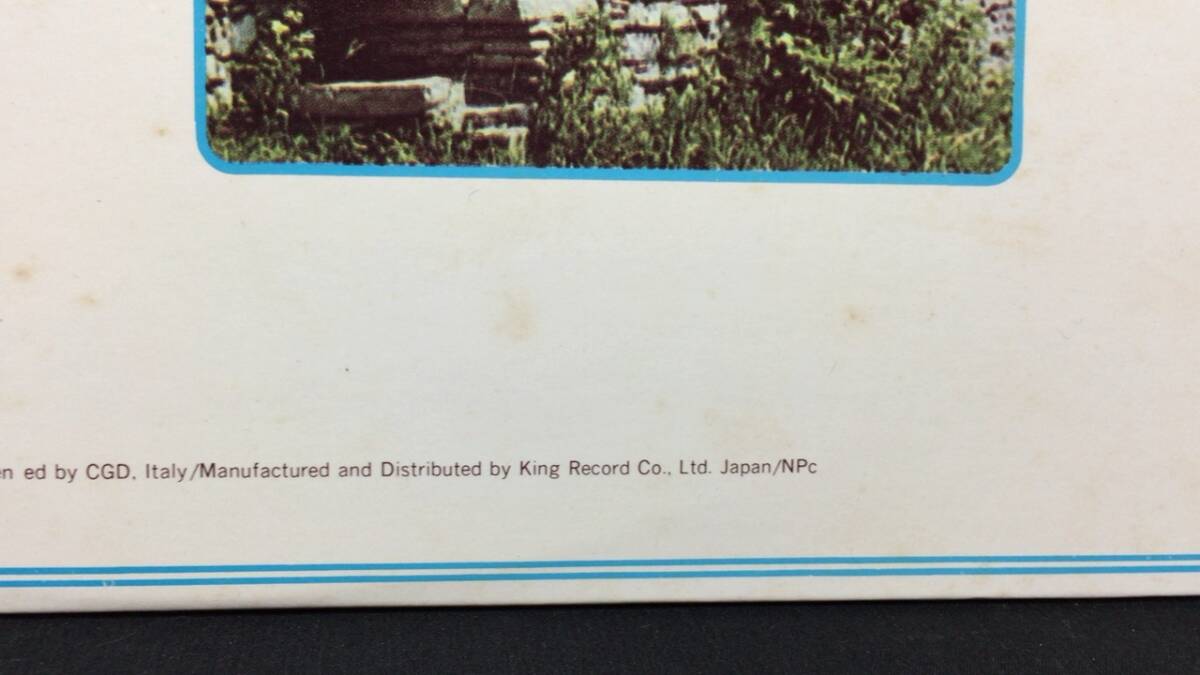 ed by CGD, Italy/Manufactured and Distributed by King Record Co., Ltd. Japan/NPc